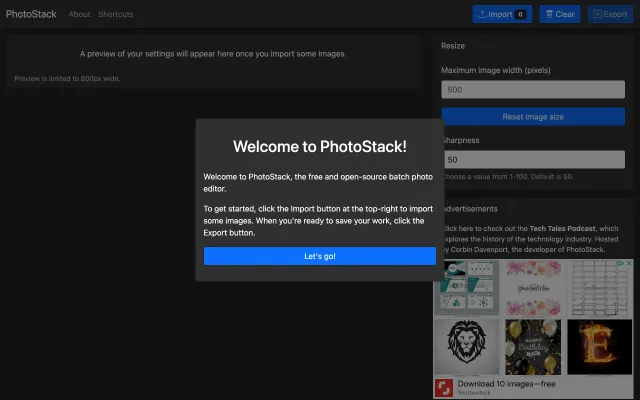 PhotoStack About Shortcuts Import 0 Clear Export
A preview of your settings will appear here once you import some images.
Preview is limited to 800px wide.
Welcome to PhotoStack!
Welcome to PhotoStack, the free and open-source batch photo
editor.
To get started, click the Import button at the top-right to import
some images. When you're ready to save your work, click the
Export button.
Let's go!
Resize
Maximum image width (pixels)
500
Reset image size
Sharpness
50
Choose a value from 1-100. Default is 50.
Advertisements
Click here to check out the Tech Tales Podcast, which
explores the history of the technology industry. Hosted
by Corbin Davenport, the developer of PhotoStack.
HAPPY
Birthday
E
Download 10 images—free
Shutterstock